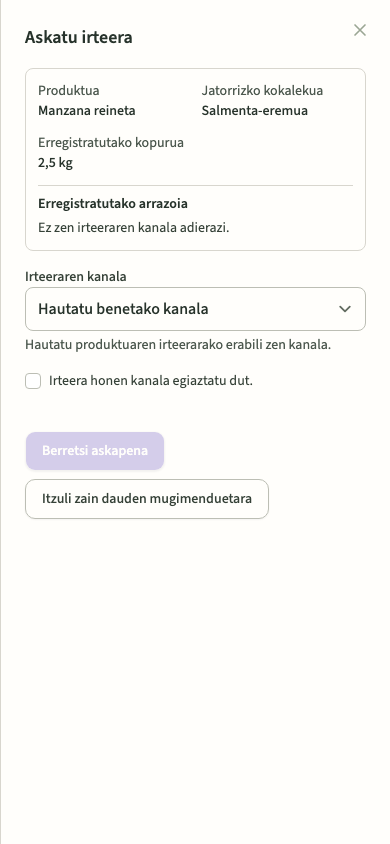 Askatu irteera
Produktua
Manzana reineta
Jatorrizko kokalekua
Salmenta-eremua
Erregistratutako kopurua
2,5 kg
Erregistratutako arrazoia
Ez zen irteeraren kanala adierazi.
Irteeraren kanala
Hautatu benetako kanala
Hautatu produktuaren irteerarako erabili zen kanala.
Irteera honen kanala egiaztatu dut.
Berretsi askapena
Itzuli zain dauden mugimenduetara